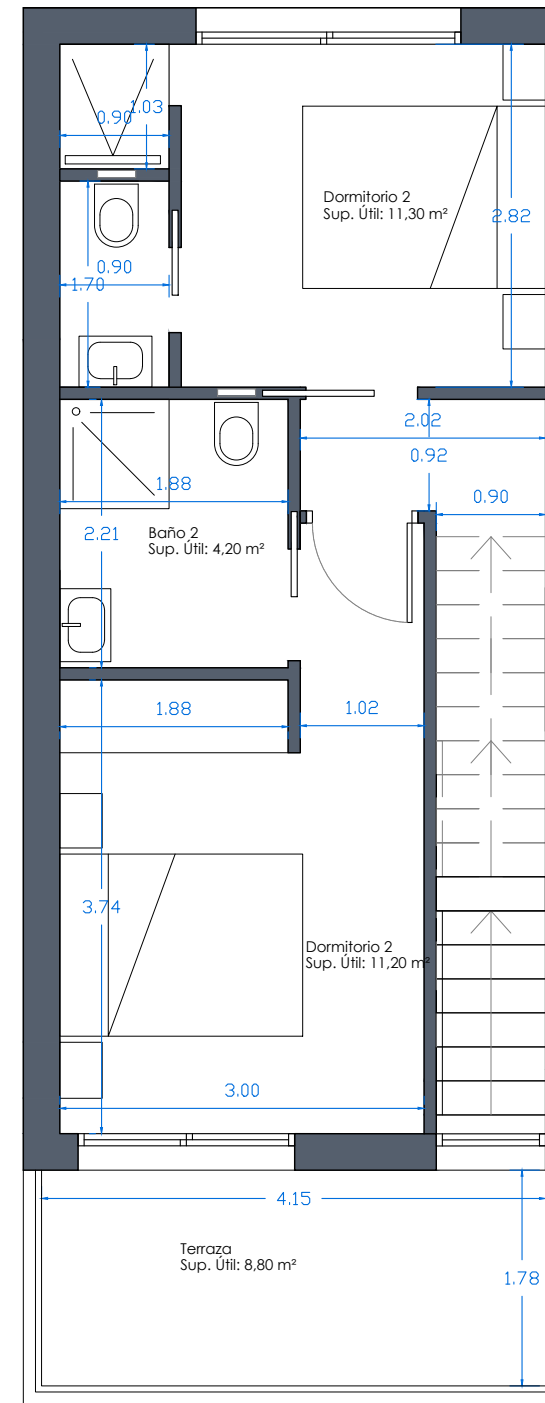 1.03
0.90
Dormitorio 2
Sup. Útil: 11,30 m²
2.82
0.90
1.70
2.02
0.92
1.88
0.90
2.21
Baño 2
Sup. Útil: 4,20 m²
1.88
1.02
3.74
Dormitorio 2
Sup. Útil: 11,20 m²
3.00
4.15
Terraza
Sup. Útil: 8,80 m²
1.78